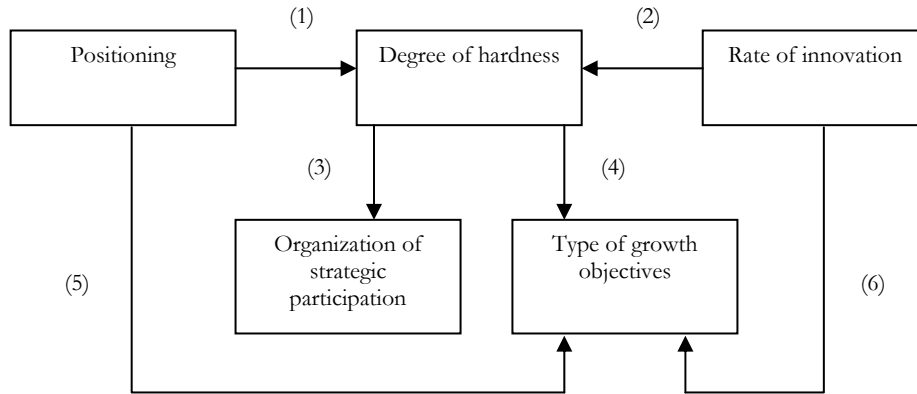 (1)
(2)
Positioning
Degree of hardness
Rate of innovation
(3)
(4)
Organization of
strategic
participation
Type of growth
objectives
(5)
(6)